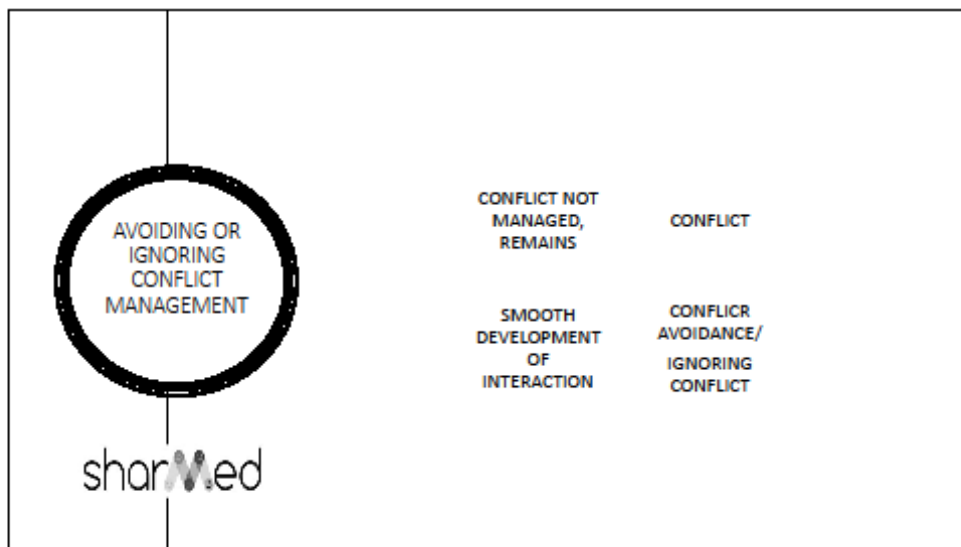 AVOIDING OR
IGNORING
CONFLICT
MANAGEMENT
sharMed
CONFLICT NOT
MANAGED,
REMAINS
CONFLICT
SMOOTH
DEVELOPMENT
OF
INTERACTION
CONFLICR
AVOIDANCE/
IGNORING
CONFLICT